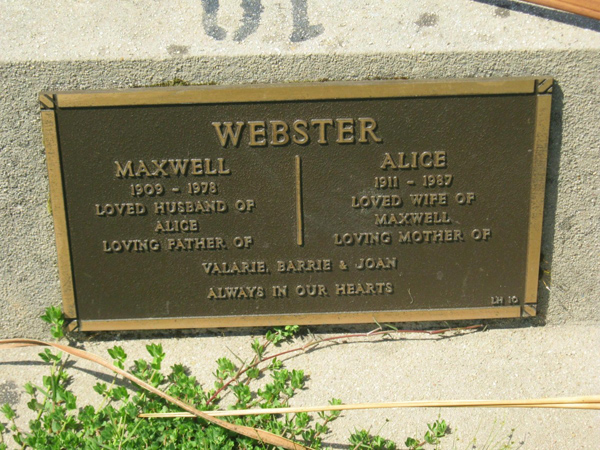 10
WEBSTER
MAXWELL
1909 - 1978
LOVED HUSBAND OF
ALICE
LOVING FATHER OF
ALICE
1911 - 1987
LOVED WIFE OF
MAXWELL
LOVING MOTHER OF
VALARIE, BARRIE & JOAN
ALWAYS IN OUR HEARTS
LH 10